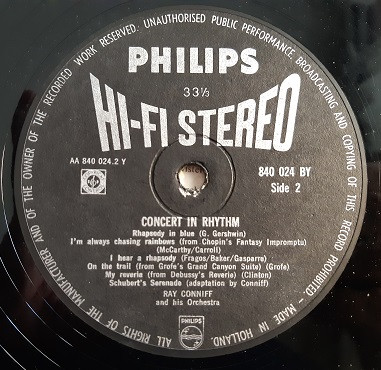 ALL RIGHTS OF THE MANUFACTURER AND OF THE OWNER OF THE RECORDED WORK RESERVED. UNAUTHORISED PUBLIC PERFORMANCE, BROADCASTING AND COPYING OF THIS RECORD PROHIBITED. - MADE IN HOLLAND.
PHILIPS
33⅓
HI-FI STEREO
AA 840 024.2 Y
840 024 BY
Side 2
CONCERT IN RHYTHM
Rhapsody in blue (G. Gershwin)
I'm always chasing rainbows (from Chopin's Fantasy Impromptu)
(McCarthy/Carroll)
I hear a rhapsody (Fragos/Baker/Gasparre)
On the trail (from Grofe's Grand Canyon Suite) (Grofe)
My reverie (from Debussy's Reverie) (Clinton)
Schubert's Serenade (adaptation by Conniff)
RAY CONNIFF
and his Orchestra
PHILIPS